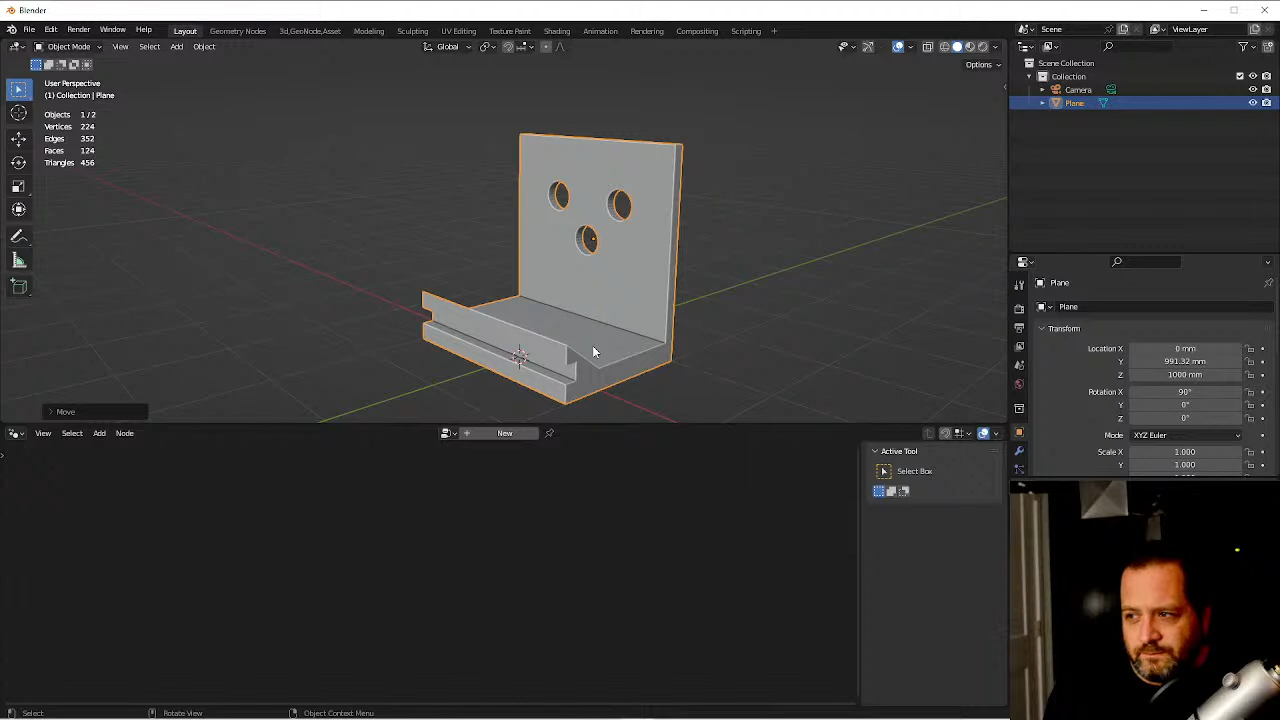 Blender
File Edit Render Window Help Layout Geometry Nodes 3d,GeoNode,Asset Modeling Sculpting UV Editing Texture Paint Shading Animation Rendering Compositing Scripting + Scene ViewLayer
Object Mode View Select Add Object Global
Options
User Perspective
(1) Collection | Plane
Objects 1/2
Vertices 224
Edges 352
Faces 124
Triangles 456
Move
Scene Collection
Collection
Camera
Plane
Plane
Plane
Transform
Location X 0 mm
Y 991.32 mm
Z 1000 mm
Rotation X 90°
Y 0°
Z 0°
Mode XYZ Euler
Scale X 1.000
Y 1.000
View Select Add Node + New
Active Tool
Select Box
Select Rotate View Object Context Menu